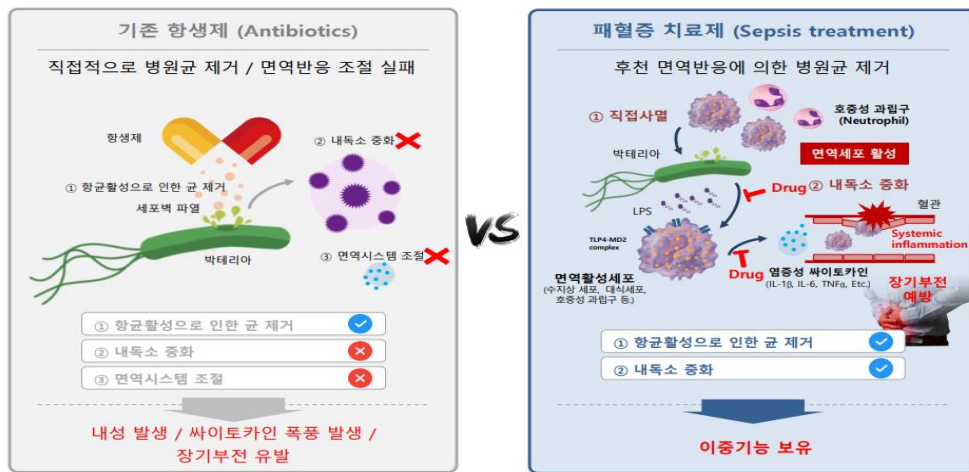 기존 항생제 (Antibiotics)
직접적으로 병원균 제거 / 면역반응 조절 실패
항생제
② 내독소 중화
① 항균활성으로 인한 균 제거
세포벽 파열
박테리아
③ 면역시스템 조절
① 항균활성으로 인한 균 제거
② 내독소 중화
③ 면역시스템 조절
내성 발생 / 싸이토카인 폭풍 발생 /
장기부전 유발
VS
패혈증 치료제 (Sepsis treatment)
후천 면역반응에 의한 병원균 제거
① 직접사멸
호중성 과립구
(Neutrophil)
박테리아
면역세포 활성
Drug
② 내독소 중화
LPS
혈관
TLP4-MD2
complex
Systemic
inflammation
Drug
면역활성세포
(수지상 세포, 대식세포,
호중성 과립구 등)
염증성 싸이토카인
(IL-1β, IL-6, TNFα, Etc.)
장기부전
예방
① 항균활성으로 인한 균 제거
② 내독소 중화
이중기능 보유